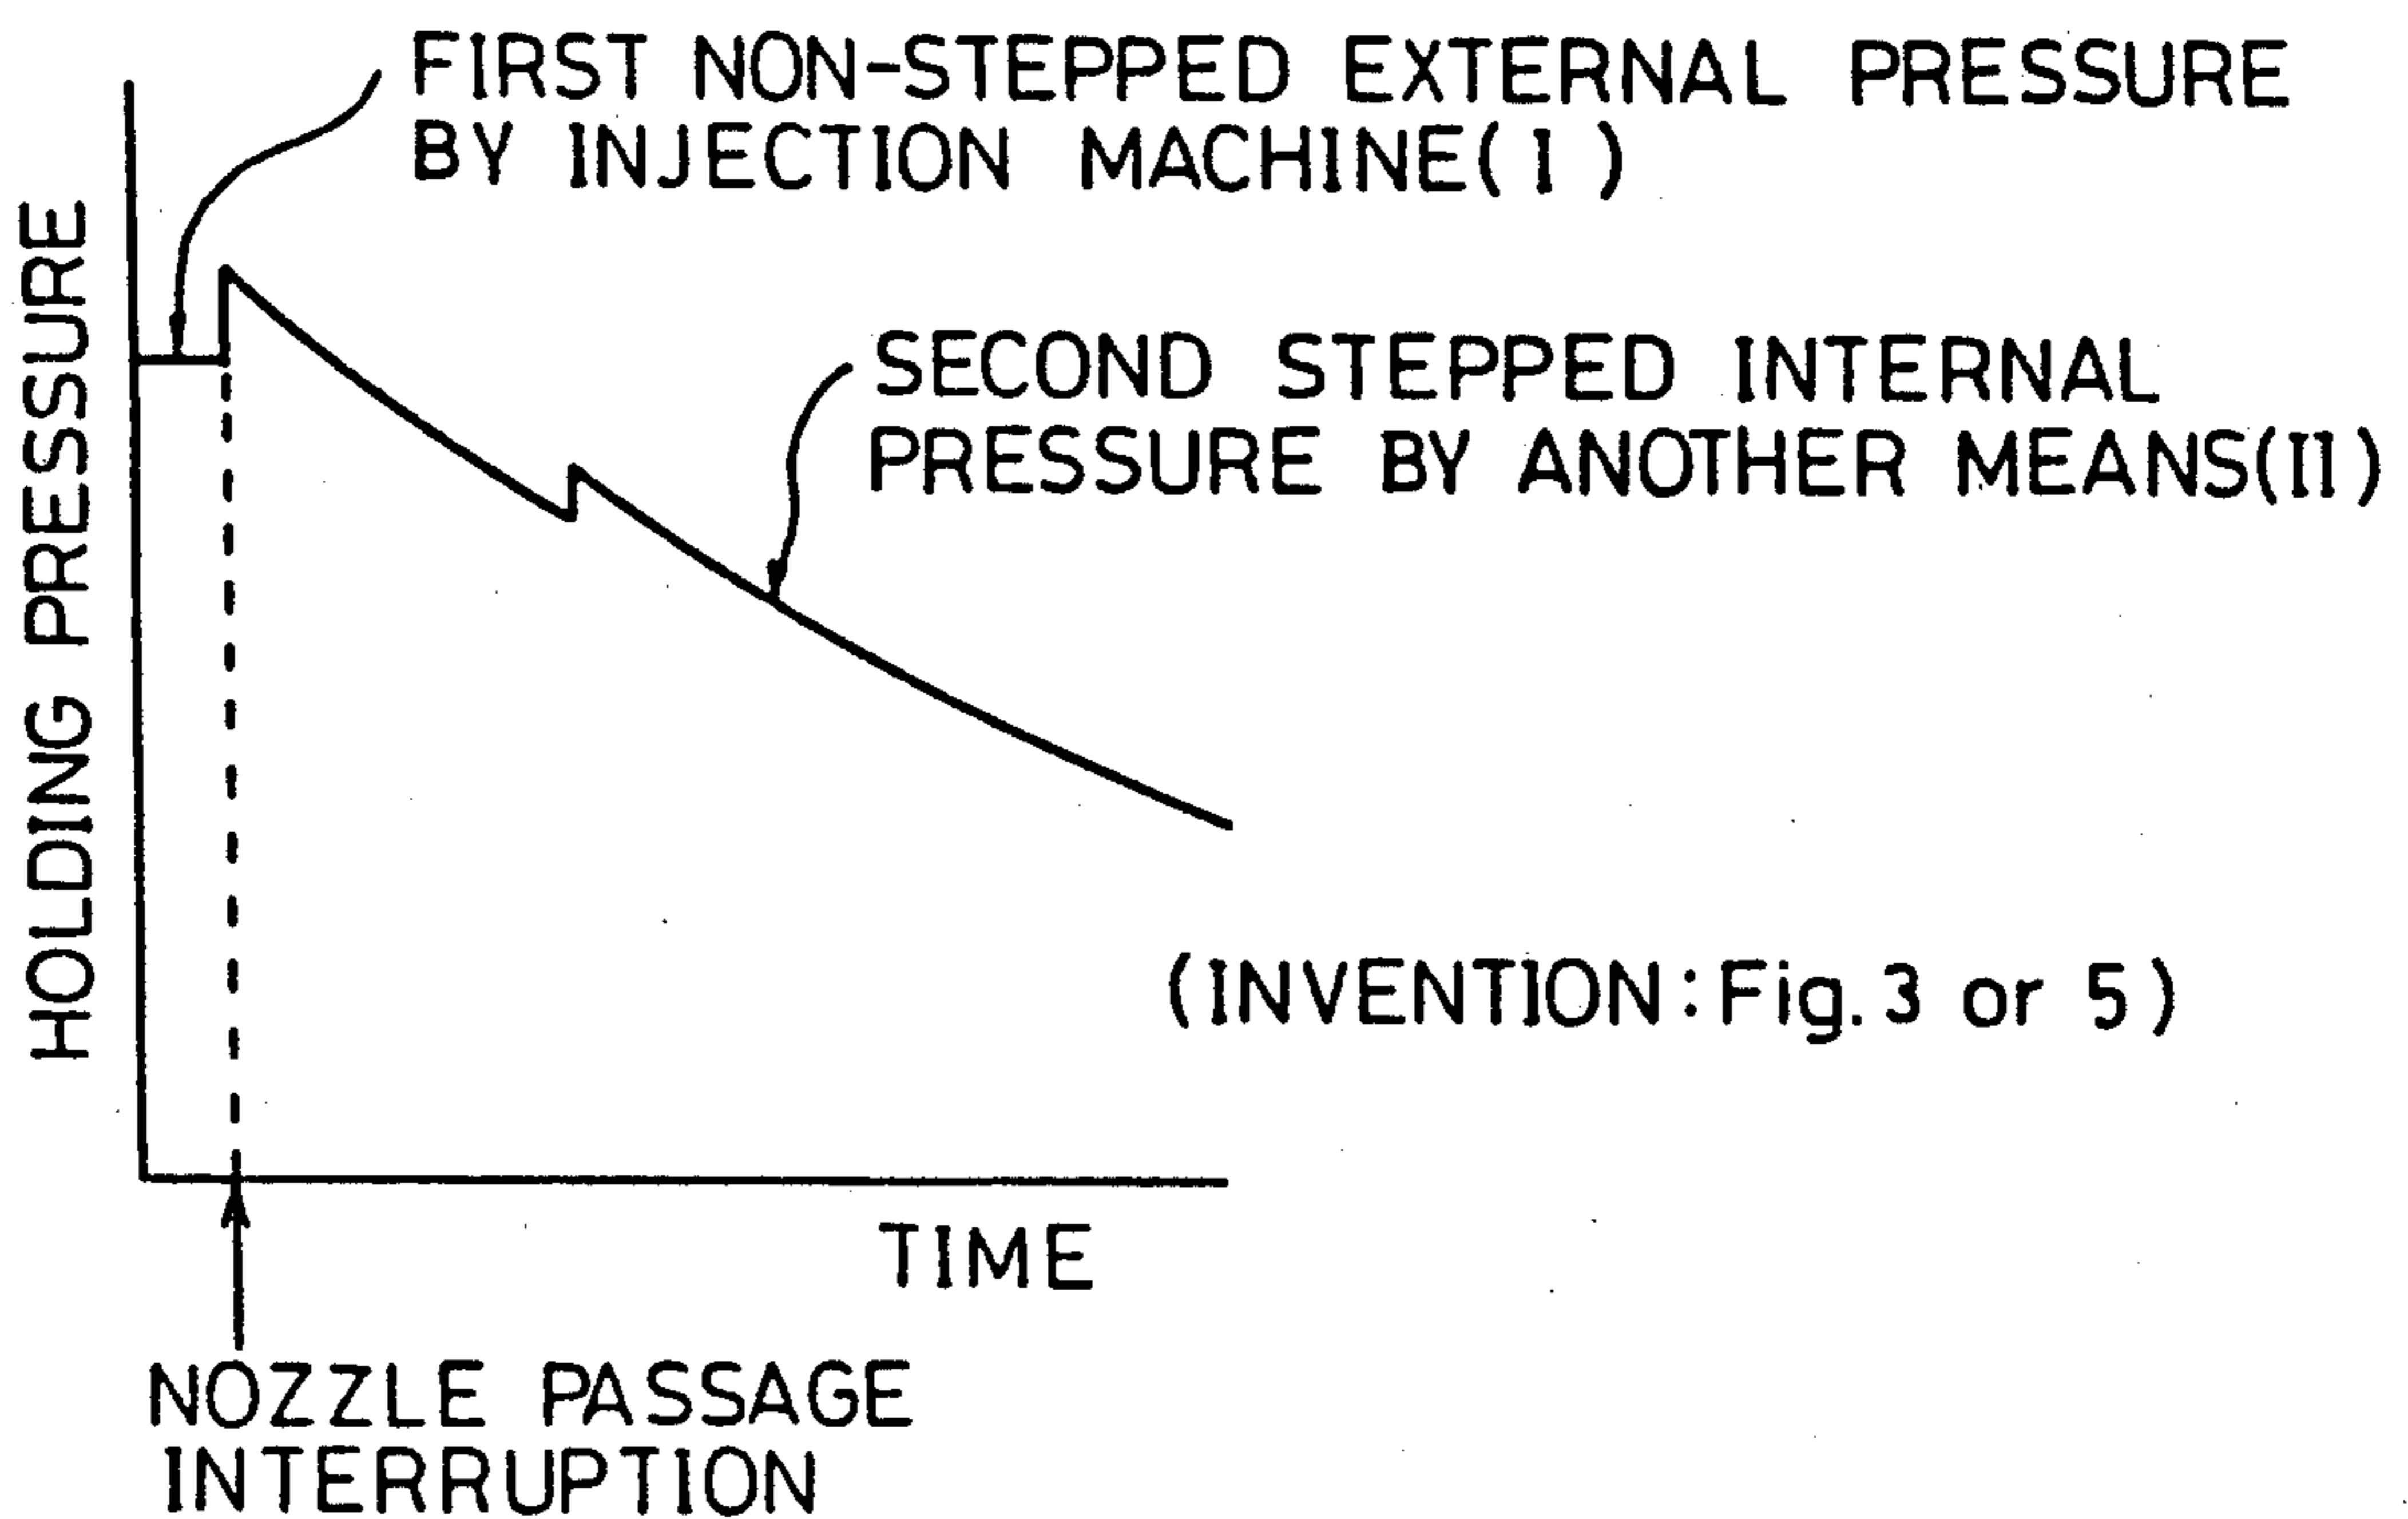 FIRST NON-STEPPED EXTERNAL PRESSURE
BY INJECTION MACHINE(I)
HOLDING PRESSURE
SECOND STEPPED INTERNAL
PRESSURE BY ANOTHER MEANS(II)
(INVENTION:Fig.3 or 5)
TIME
NOZZLE PASSAGE
INTERRUPTION